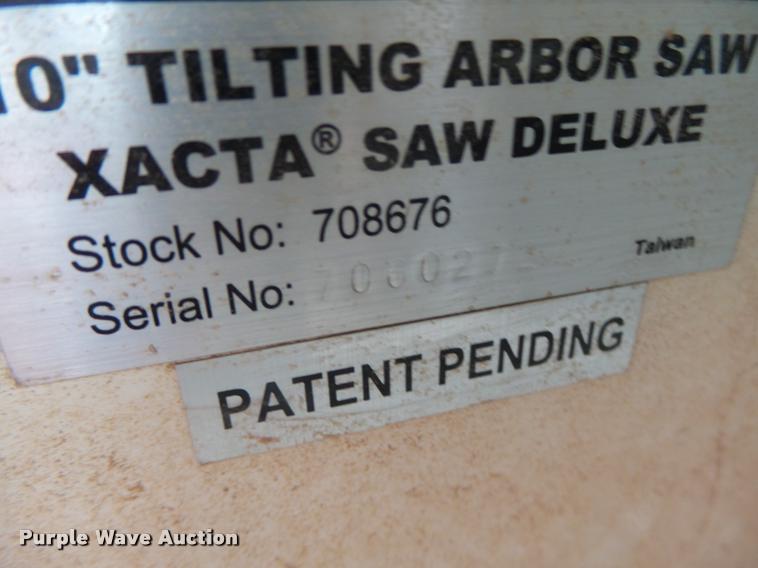 10" TILTING ARBOR SAW
XACTA® SAW DELUXE
Stock No: 708676
Serial No:
Taiwan
PATENT PENDING
Purple Wave Auction